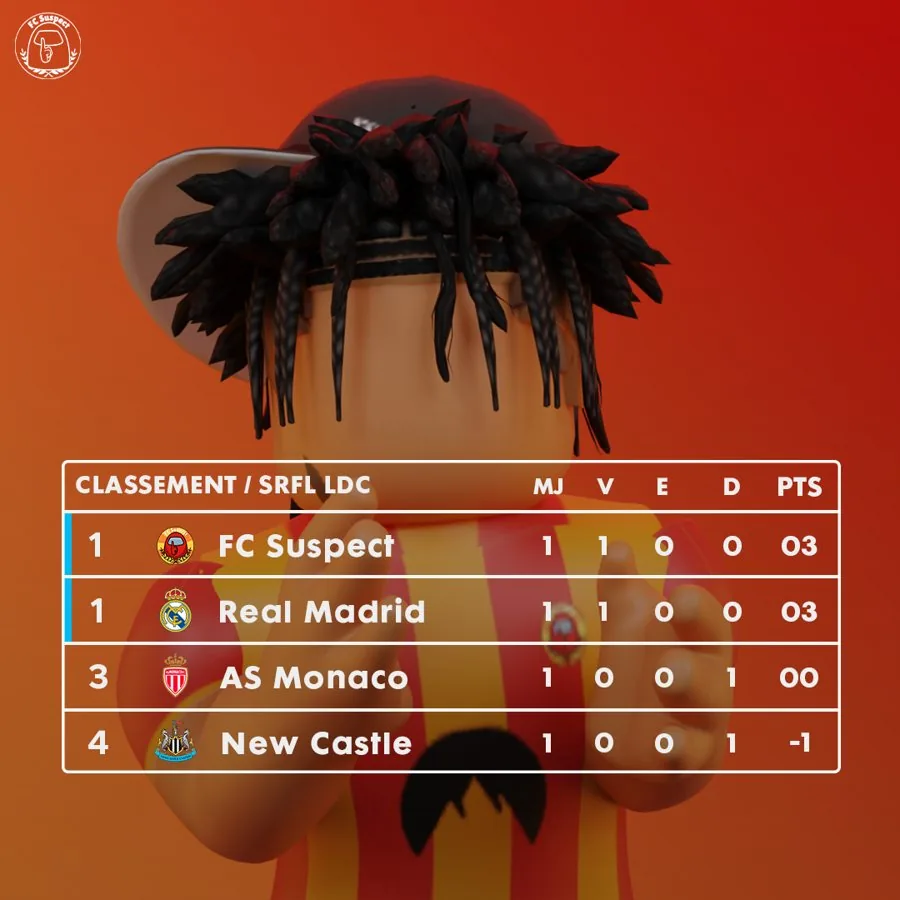 FC Suspect
CLASSEMENT / SRFL LDC MJ V E D PTS
1 FC Suspect 1 1 0 0 03
1 Real Madrid 1 1 0 0 03
3 AS Monaco 1 0 0 1 00
4 New Castle 1 0 0 1 -1